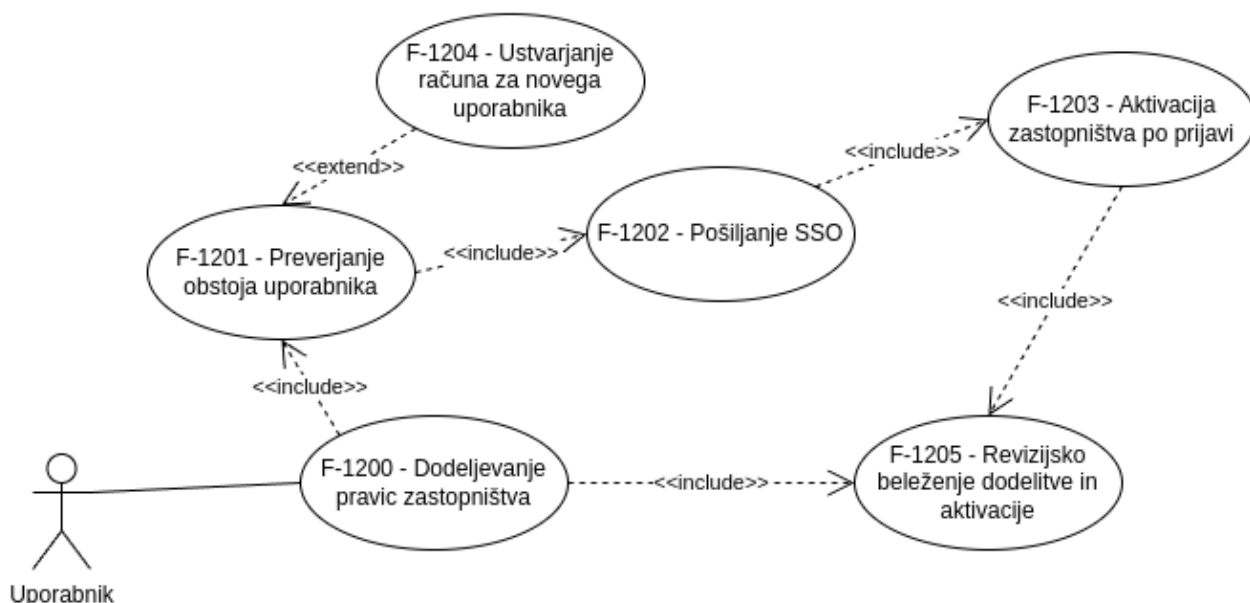 F-1204 - Ustvarjanje
računa za novega
uporabnika
F-1203 - Aktivacija
zastopništva po prijavi
<<include>>
<<extend>>
F-1202 - Pošiljanje SSO
<<include>>
F-1201 - Preverjanje
obstoja uporabnika
<<include>>
<<include>>
F-1200 - Dodeljevanje
pravic zastopništva
<<include>>
F-1205 - Revizijsko
beleženje dodelitve in
aktivacije
Uporabnik